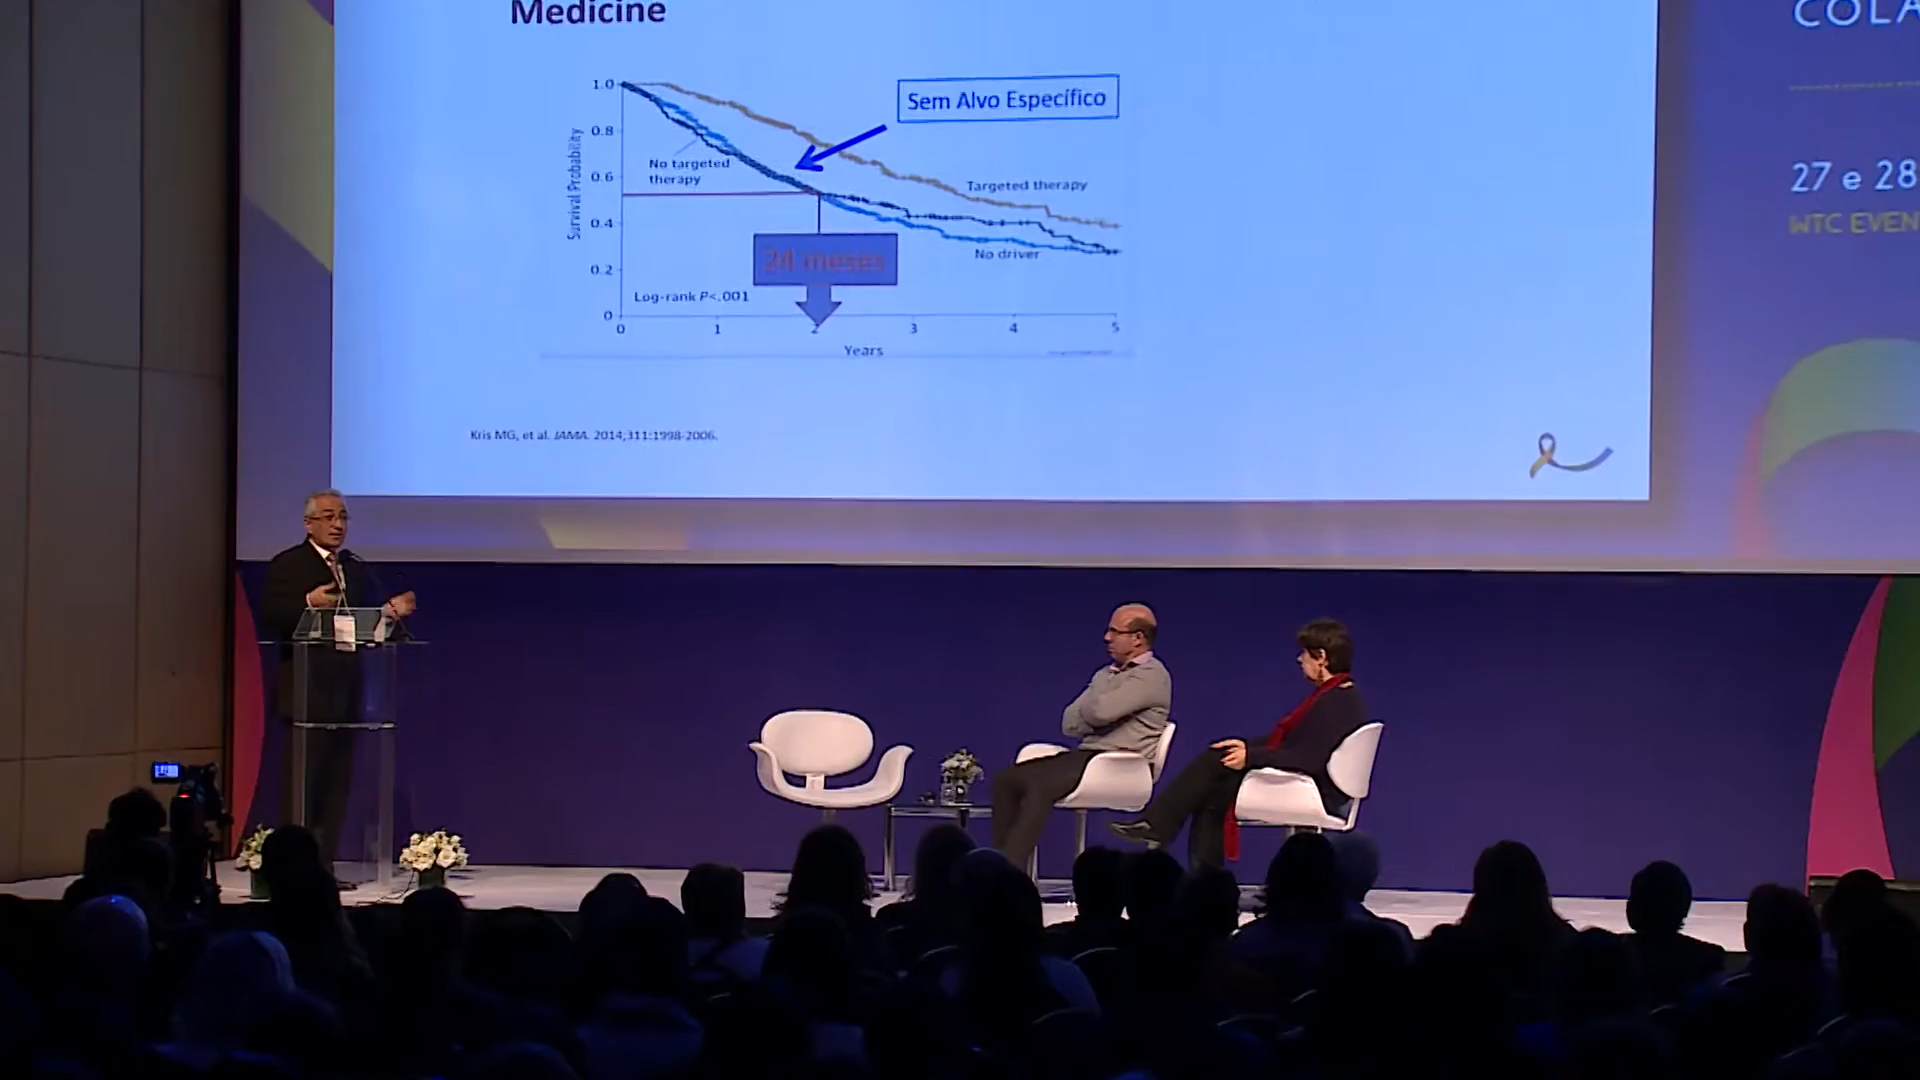 Medicine
COLA
27 e 28
WTC EVEN
Sem Alvo Específico
1.0
0.8
0.6
0.4
0.2
0
Survival Probability
No targeted
therapy
Targeted therapy
24 meses
No driver
Log-rank P<.001
0 1 2 3 4 5
Years
Kris MG, et al. JAMA. 2014;311:1998-2006.